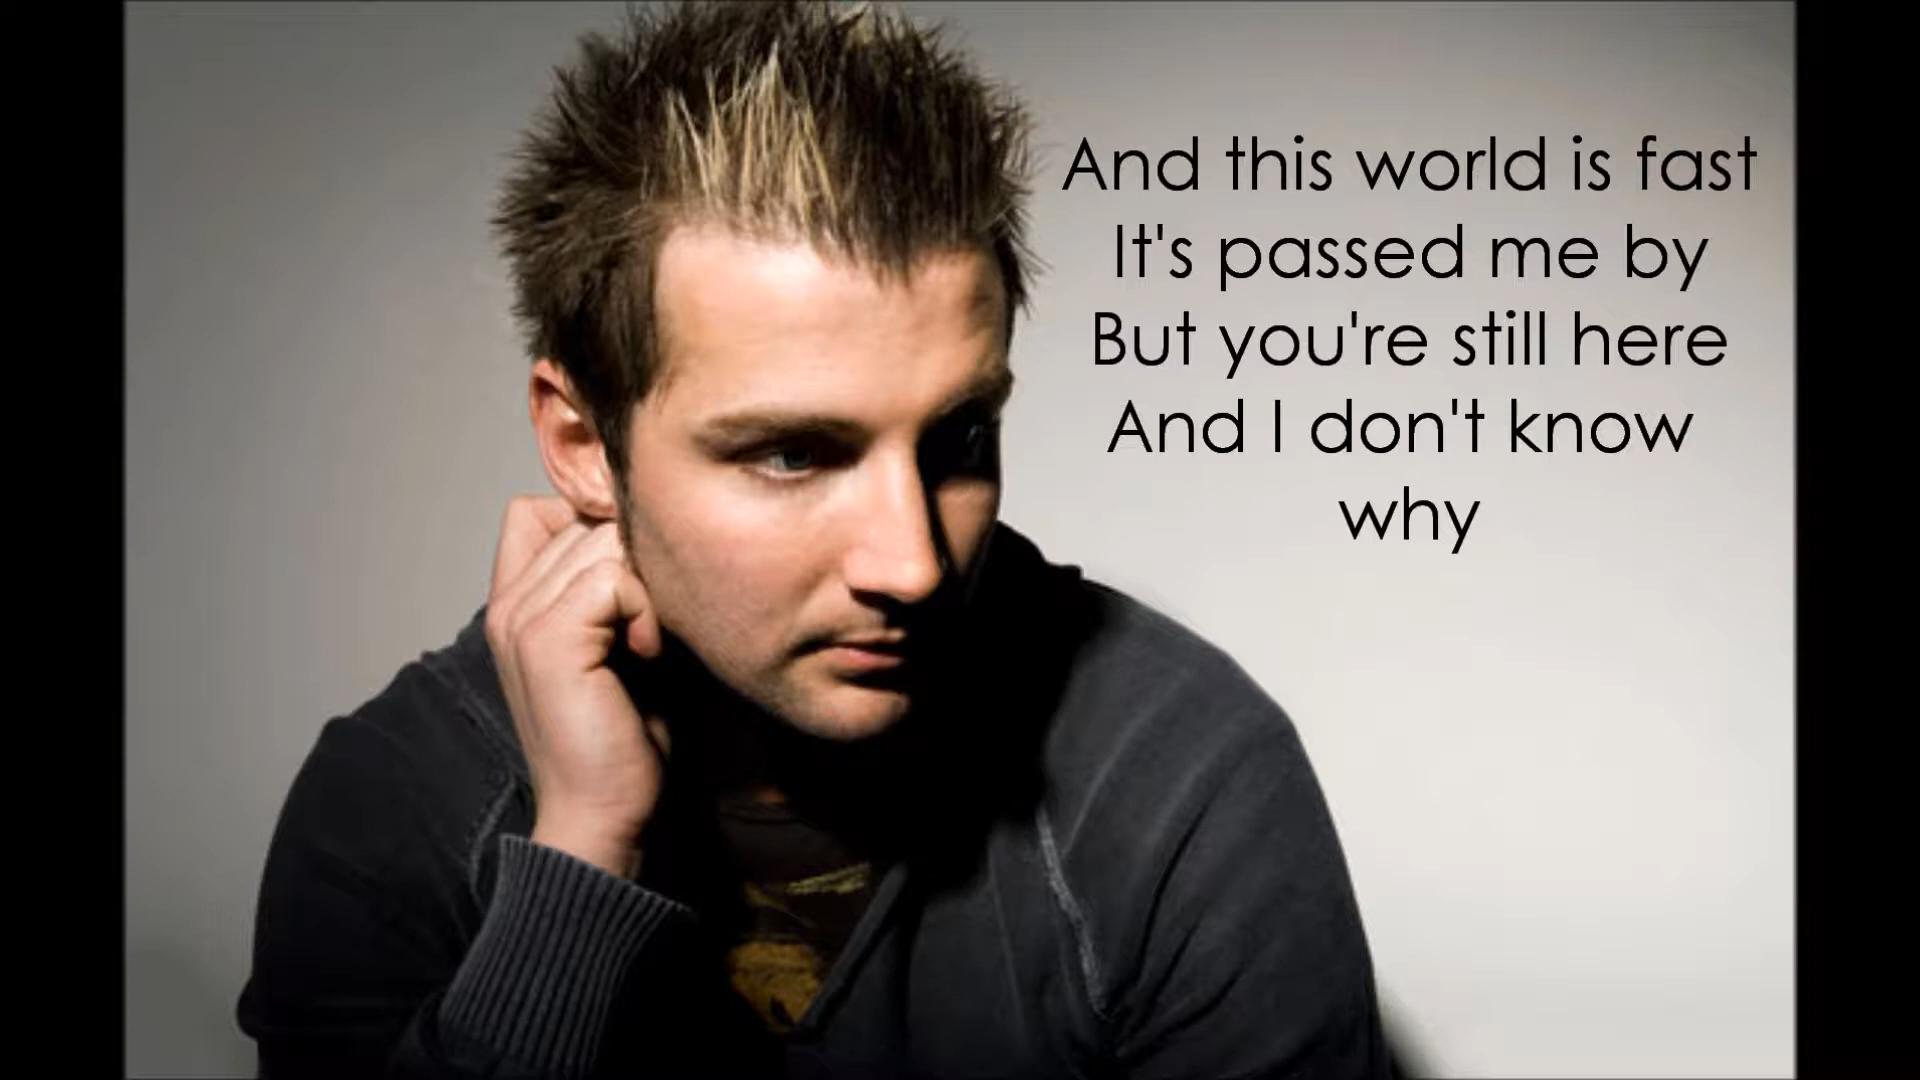 And this world is fast
It's passed me by
But you're still here
And I don't know
why